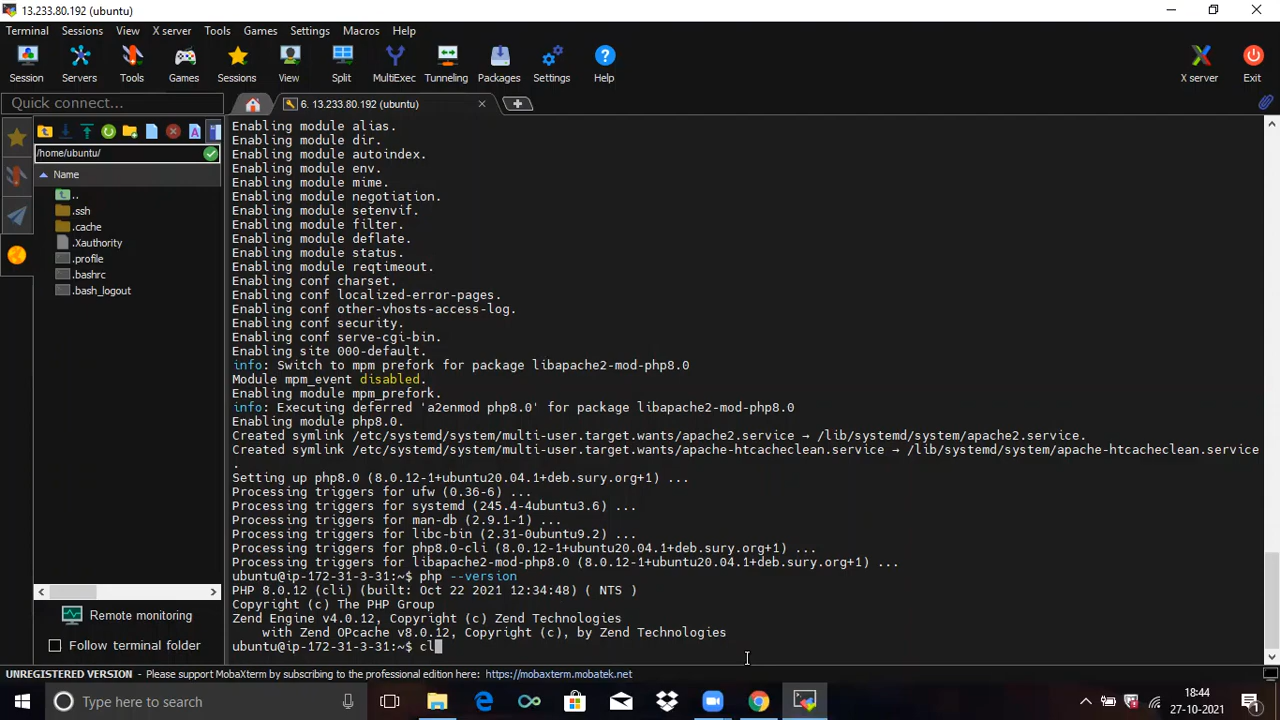 13.233.80.192 (ubuntu)
Terminal Sessions View X server Tools Games Settings Macros Help
Session Servers Tools Games Sessions View Split MultiExec Tunneling Packages Settings Help X server Exit
Quick connect...
6. 13.233.80.192 (ubuntu)
/home/ubuntu/
Name
..
.ssh
.cache
.Xauthority
.profile
.bashrc
.bash_logout
Remote monitoring
Follow terminal folder
Enabling module alias.
Enabling module dir.
Enabling module autoindex.
Enabling module env.
Enabling module mime.
Enabling module negotiation.
Enabling module setenvif.
Enabling module filter.
Enabling module deflate.
Enabling module status.
Enabling module reqtimeout.
Enabling conf charset.
Enabling conf localized-error-pages.
Enabling conf other-vhosts-access-log.
Enabling conf security.
Enabling conf serve-cgi-bin.
Enabling site 000-default.
info: Switch to mpm prefork for package libapache2-mod-php8.0
Module mpm_event disabled.
Enabling module mpm_prefork.
info: Executing deferred 'a2enmod php8.0' for package libapache2-mod-php8.0
Enabling module php8.0.
Created symlink /etc/systemd/system/multi-user.target.wants/apache2.service → /lib/systemd/system/apache2.service.
Created symlink /etc/systemd/system/multi-user.target.wants/apache-htcacheclean.service → /lib/systemd/system/apache-htcacheclean.service
.
Setting up php8.0 (8.0.12-1+ubuntu20.04.1+deb.sury.org+1) ...
Processing triggers for ufw (0.36-6) ...
Processing triggers for systemd (245.4-4ubuntu3.6) ...
Processing triggers for man-db (2.9.1-1) ...
Processing triggers for libc-bin (2.31-0ubuntu9.2) ...
Processing triggers for php8.0-cli (8.0.12-1+ubuntu20.04.1+deb.sury.org+1) ...
Processing triggers for libapache2-mod-php8.0 (8.0.12-1+ubuntu20.04.1+deb.sury.org+1) ...
ubuntu@ip-172-31-3-31:~$ php --version
PHP 8.0.12 (cli) (built: Oct 22 2021 12:34:48) ( NTS )
Copyright (c) The PHP Group
Zend Engine v4.0.12, Copyright (c) Zend Technologies
with Zend OPcache v8.0.12, Copyright (c), by Zend Technologies
ubuntu@ip-172-31-3-31:~$ cl
UNREGISTERED VERSION - Please support MobaXterm by subscribing to the professional edition here: https://mobaxterm.mobatek.net
Type here to search
18:44
27-10-2021
1